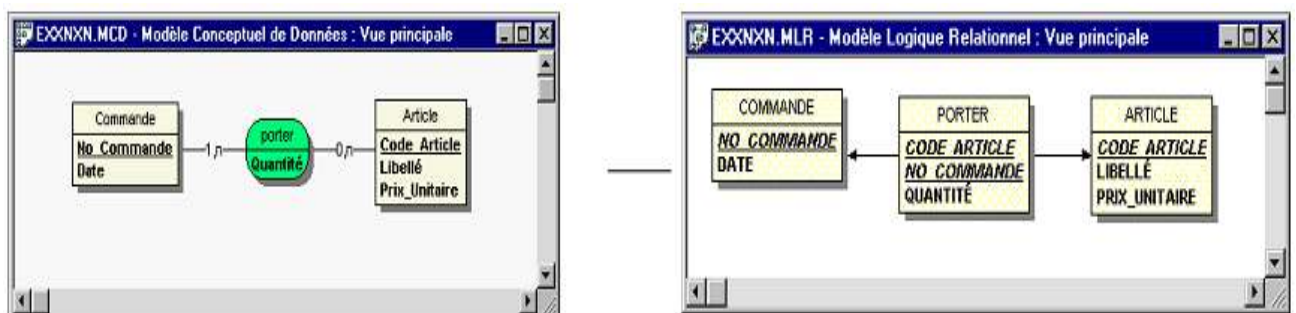 EXXNXN.MCD - Modèle Conceptuel de Données : Vue principale
Commande
No_Commande
Date
1,n
porter
Quantité
0,n
Article
Code_Article
Libellé
Prix_Unitaire
EXXNXN.MLR - Modèle Logique Relationnel : Vue principale
COMMANDE
NO_COMMANDE
DATE
PORTER
CODE_ARTICLE
NO_COMMANDE
QUANTITÉ
ARTICLE
CODE_ARTICLE
LIBELLÉ
PRIX_UNITAIRE